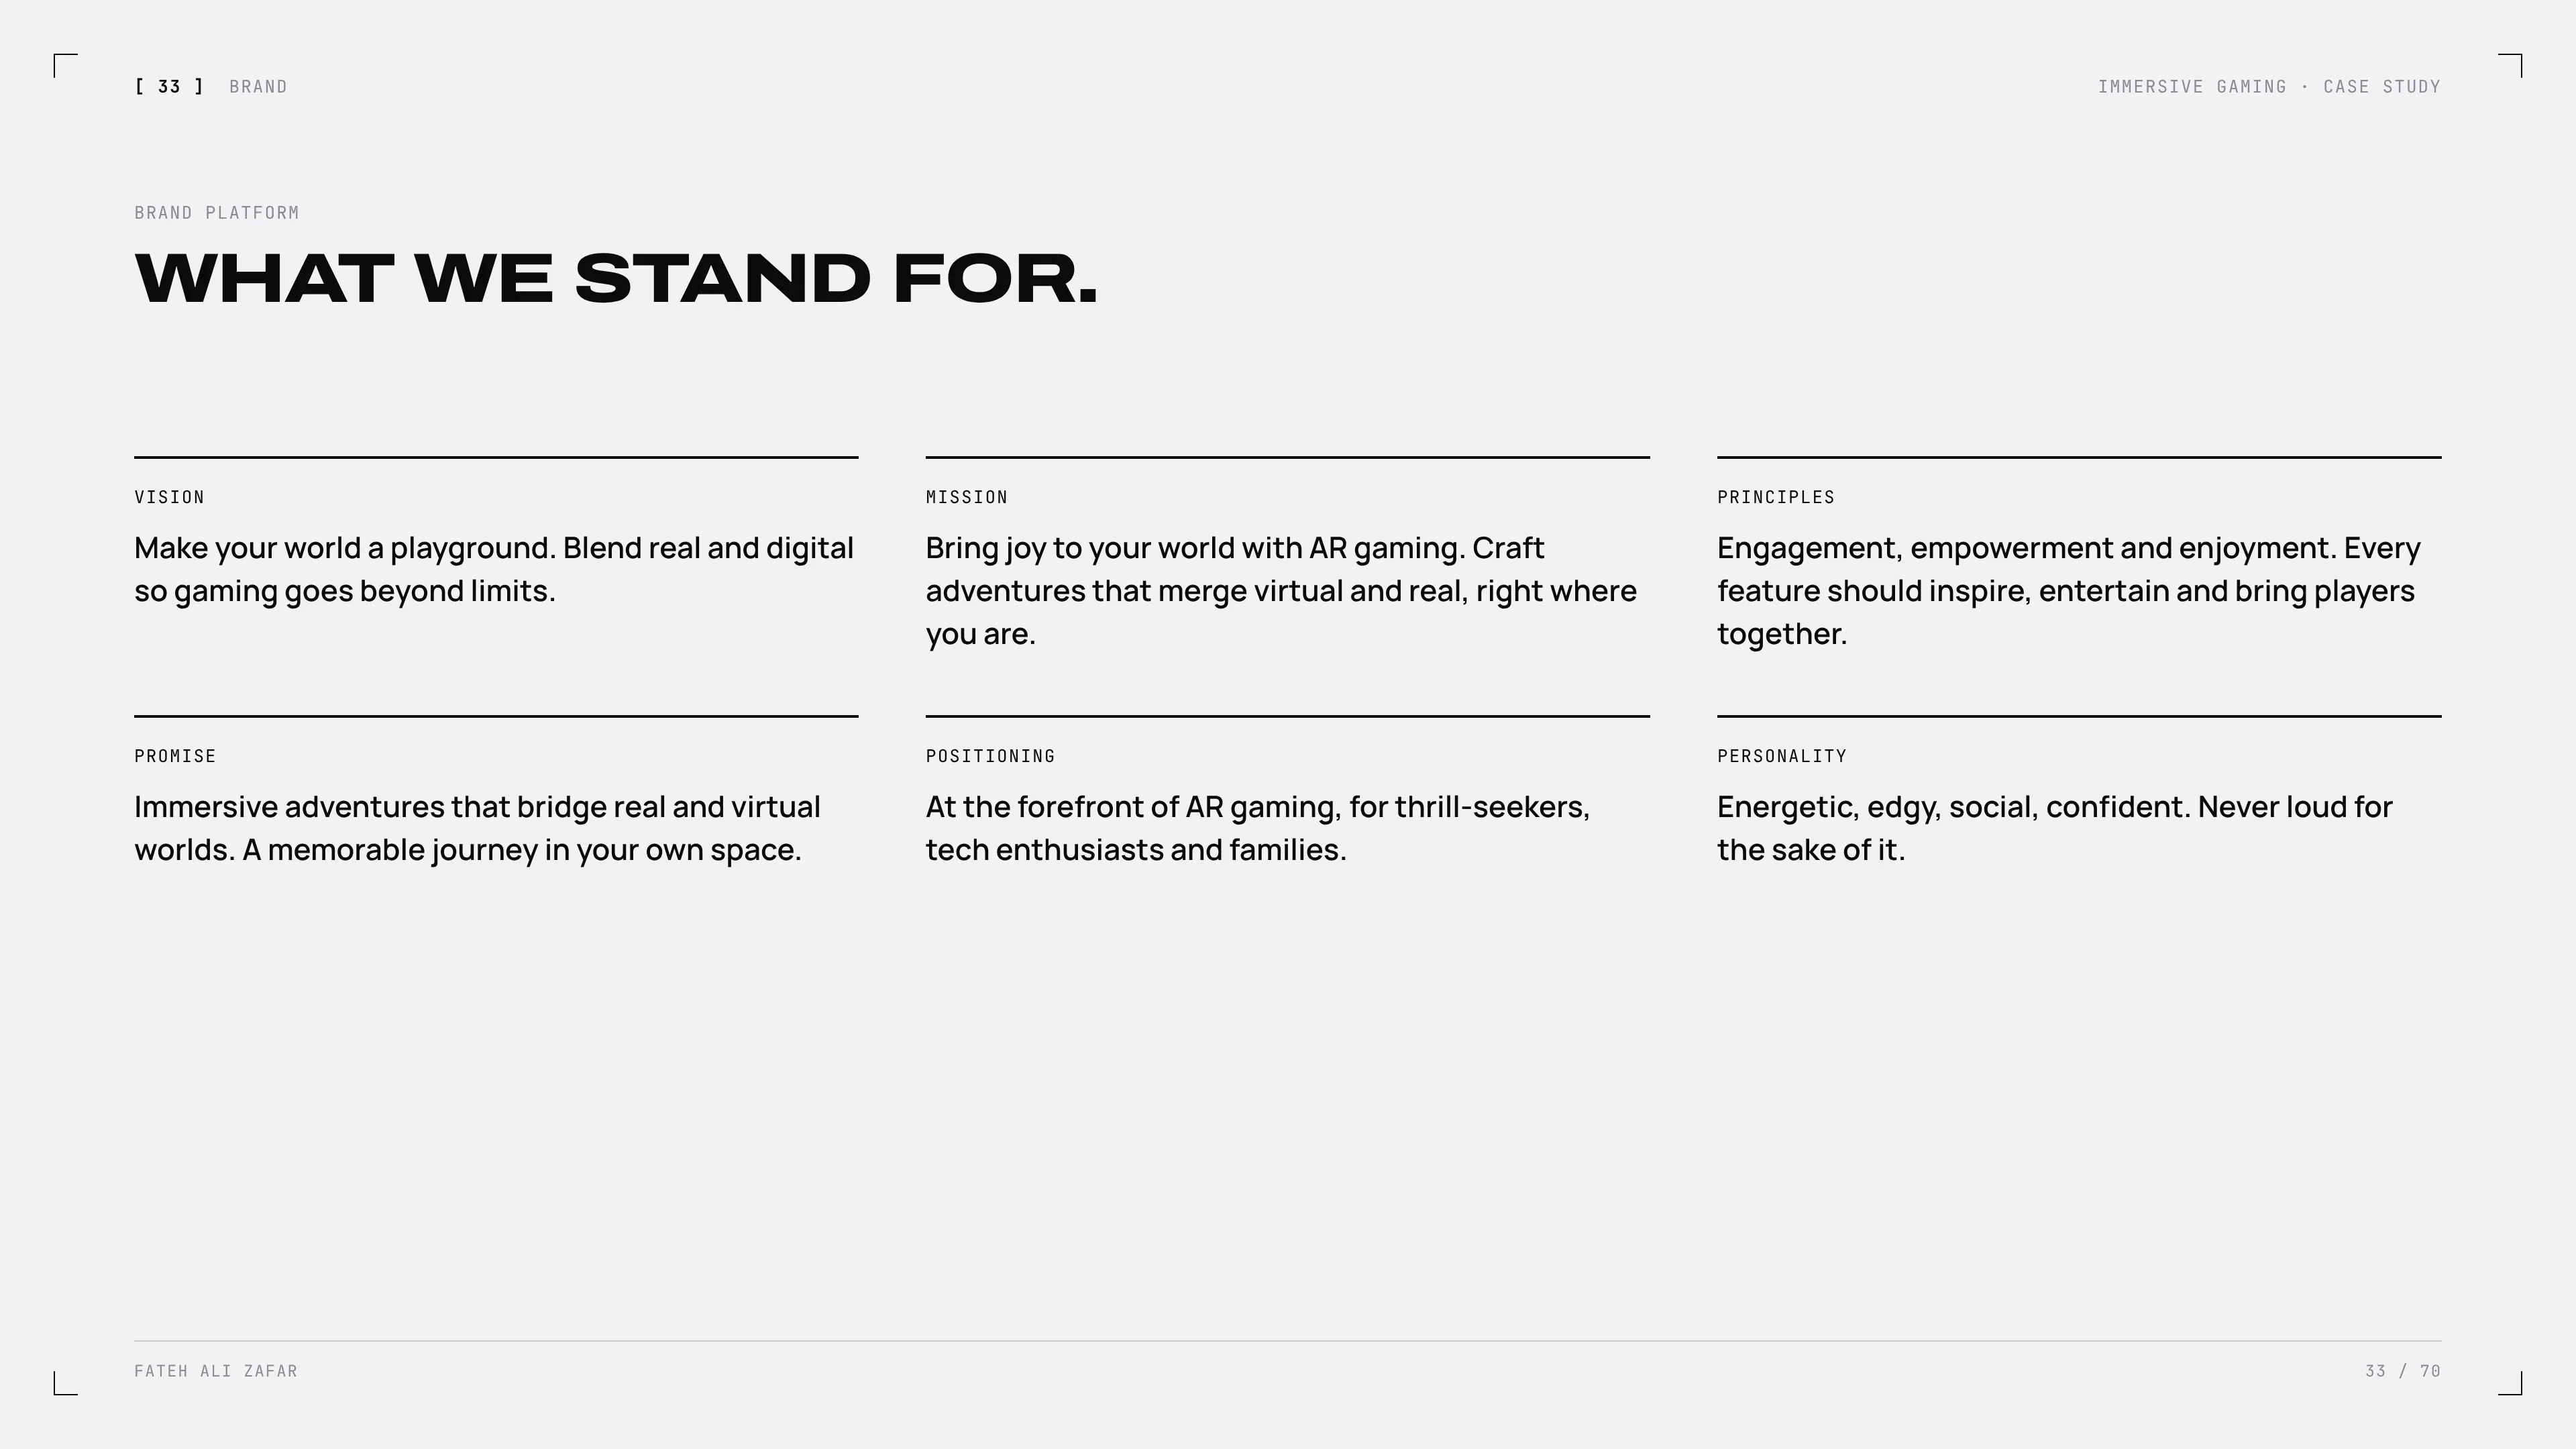 [ 33 ] BRAND
IMMERSIVE GAMING · CASE STUDY
BRAND PLATFORM
WHAT WE STAND FOR.
VISION
Make your world a playground. Blend real and digital
so gaming goes beyond limits.
MISSION
Bring joy to your world with AR gaming. Craft
adventures that merge virtual and real, right where
you are.
PRINCIPLES
Engagement, empowerment and enjoyment. Every
feature should inspire, entertain and bring players
together.
PROMISE
Immersive adventures that bridge real and virtual
worlds. A memorable journey in your own space.
POSITIONING
At the forefront of AR gaming, for thrill-seekers,
tech enthusiasts and families.
PERSONALITY
Energetic, edgy, social, confident. Never loud for
the sake of it.
FATEH ALI ZAFAR
33 / 70